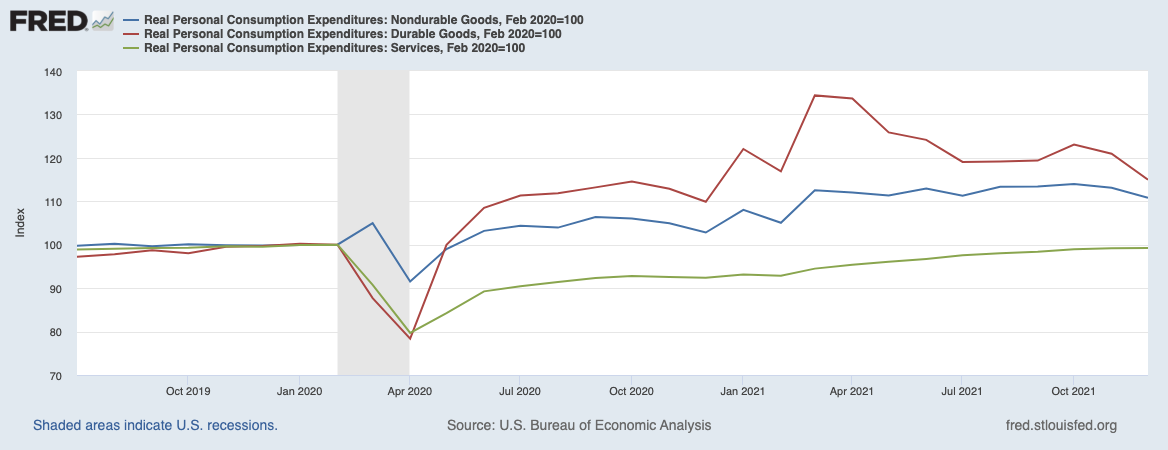 FRED
Real Personal Consumption Expenditures: Nondurable Goods, Feb 2020=100
Real Personal Consumption Expenditures: Durable Goods, Feb 2020=100
Real Personal Consumption Expenditures: Services, Feb 2020=100
Index
140
130
120
110
100
90
80
70
Oct 2019 Jan 2020 Apr 2020 Jul 2020 Oct 2020 Jan 2021 Apr 2021 Jul 2021 Oct 2021
Shaded areas indicate U.S. recessions. Source: U.S. Bureau of Economic Analysis fred.stlouisfed.org